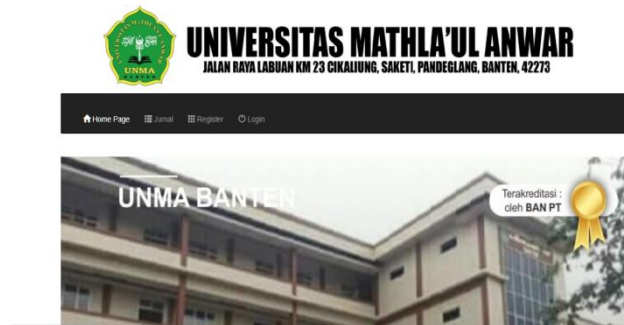 UNMA
BANTEN
UNIVERSITAS MATHLA'UL ANWAR
JALAN RAYA LABUAN KM 23 CIKALIUNG, SAKETI, PANDEGLANG, BANTEN, 42273
Home Page Jurnal Register Login
UNMA BANTEN
Terakreditasi :
oleh BAN PT